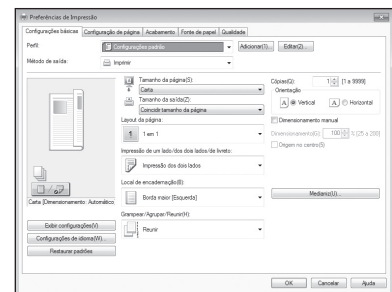 Preferências de Impressão
Configurações básicas Configuração de página Acabamento Fonte de papel Qualidade
Perfil: Configurações padrão Adicionar(1)... Editar(2)...
Método de saída: Imprimir
Tamanho da página(S):
Carta
Tamanho da saída(Z):
Coincidir tamanho da página
Layout da página:
1 1 em 1
Impressão de um lado/dos dois lados/de livreto:
Impressão dos dois lados
Local de encadernação(B)
Borda maior [Esquerda]
Grampear/Agrupar/Reunir(H)
Reunir
Cópias(Q): 1 [1 a 9999]
Orientação
A Vertical A Horizontal
Dimensionamento manual
Dimensionamento(G): 100 % [25 a 200]
Origem no centro(5)
Medianiz(U)...
Carta [Dimensionamento: Automático
Exibir configurações(V)
Configurações de idioma(W)...
Restaurar padrões
OK Cancelar Ajuda